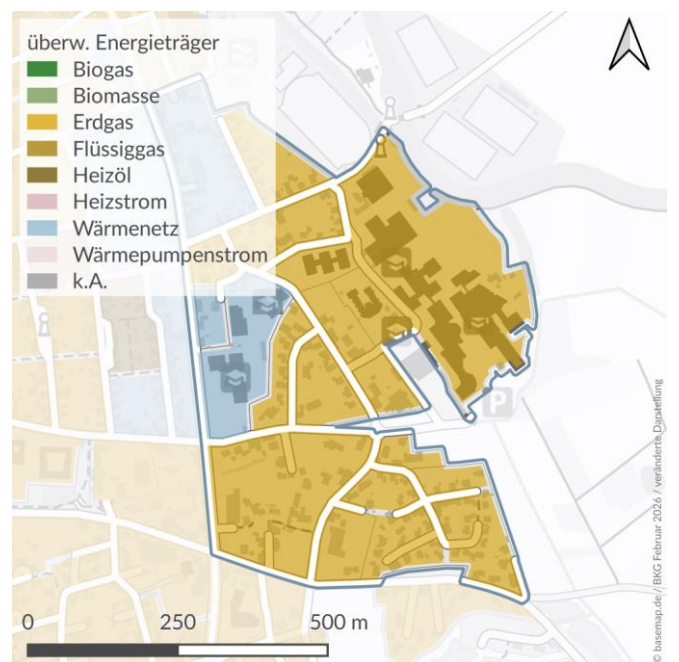 überw. Energieträger
Biogas
Biomasse
Erdgas
Flüssiggas
Heizöl
Heizstrom
Wärmenetz
Wärmepumpenstrom
k.A.
P
0 250 500 m
© basemap.de / BKG Februar 2026 / veränderte Darstellung